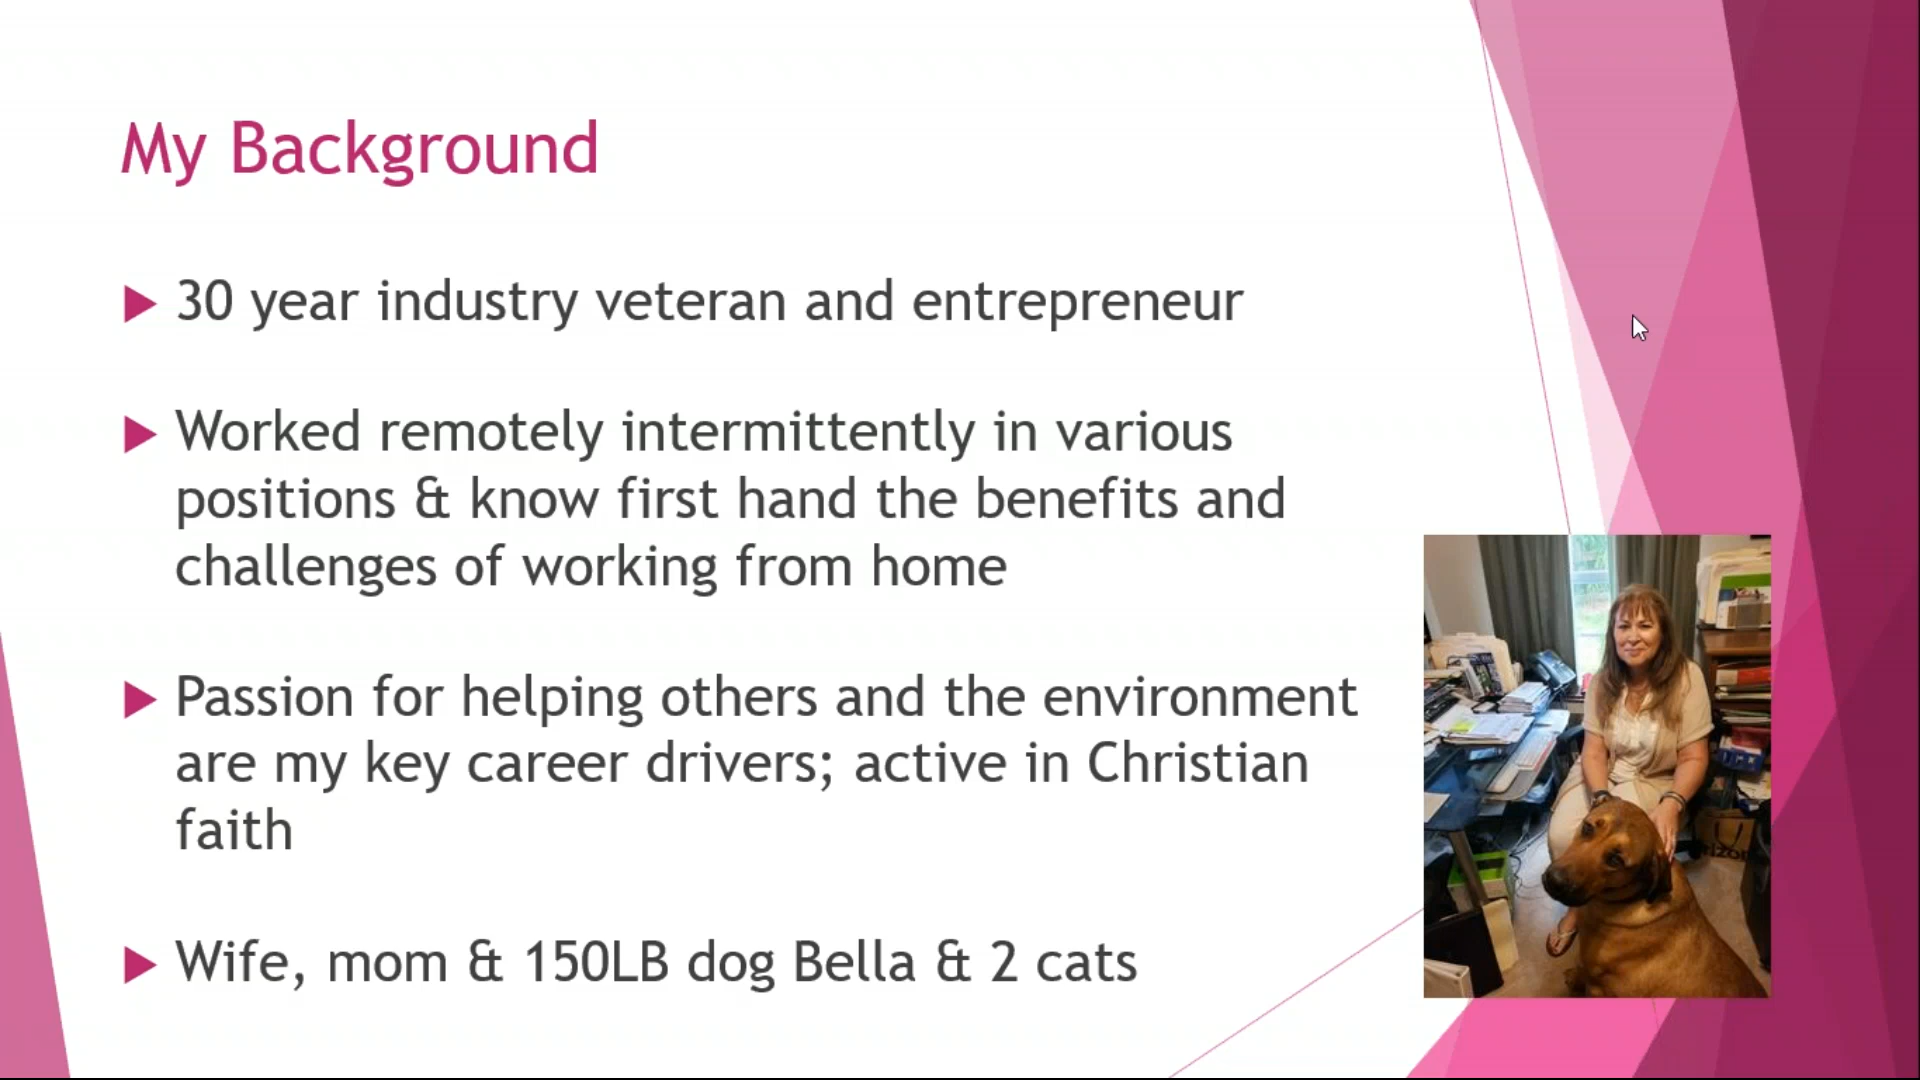 My Background
30 year industry veteran and entrepreneur
Worked remotely intermittently in various
positions & know first hand the benefits and
challenges of working from home
Passion for helping others and the environment
are my key career drivers; active in Christian
faith
Wife, mom & 150LB dog Bella & 2 cats